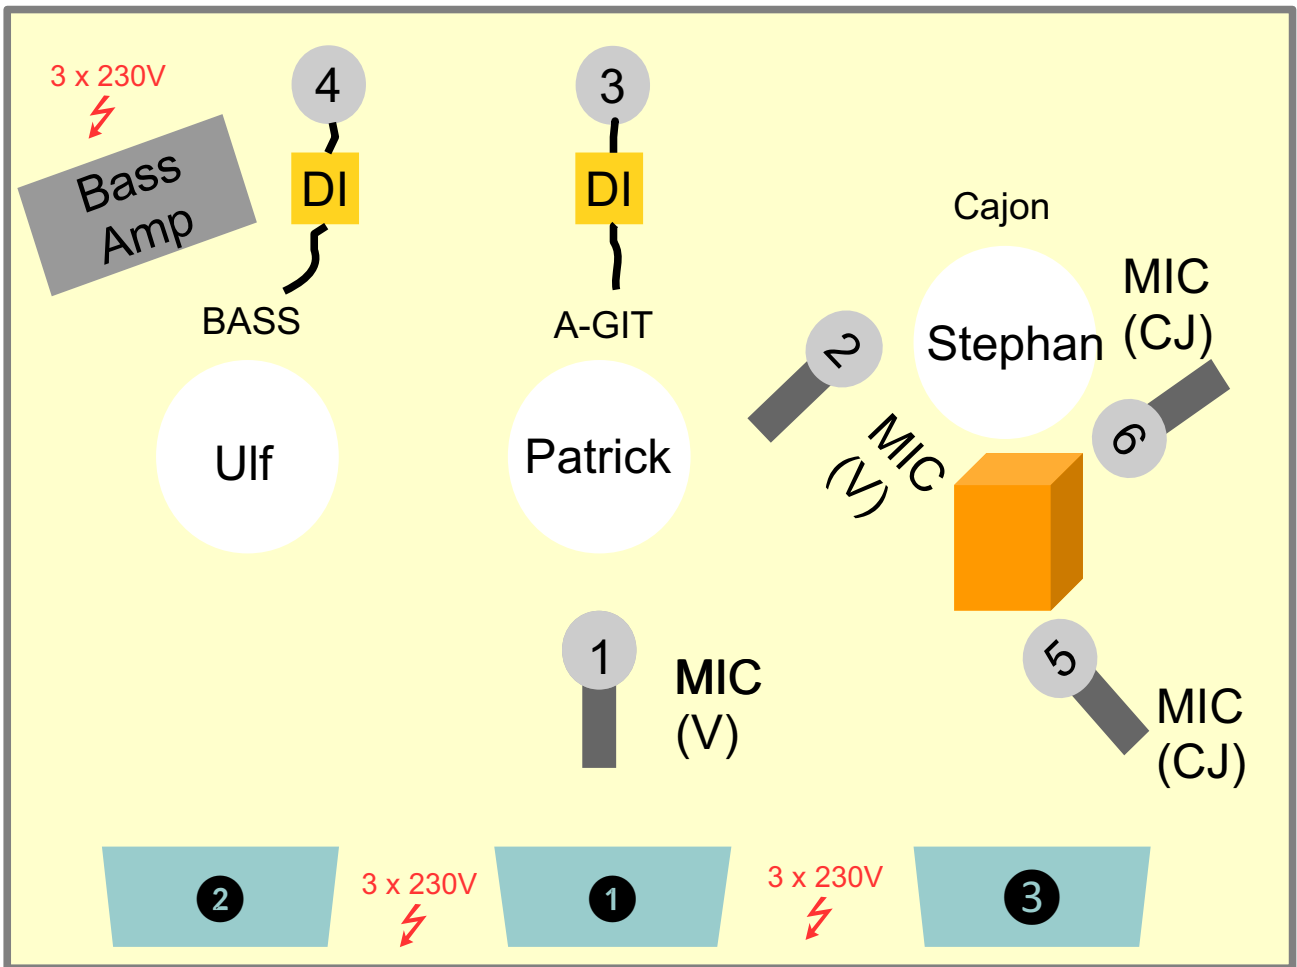 3 x 230V
4
3
Bass
Amp
DI
DI
Cajon
BASS
A-GIT
MIC
(CJ)
2
Stephan
Ulf
Patrick
MIC
(V)
6
1
MIC
(V)
5
MIC
(CJ)
2
3 x 230V
1
3 x 230V
3